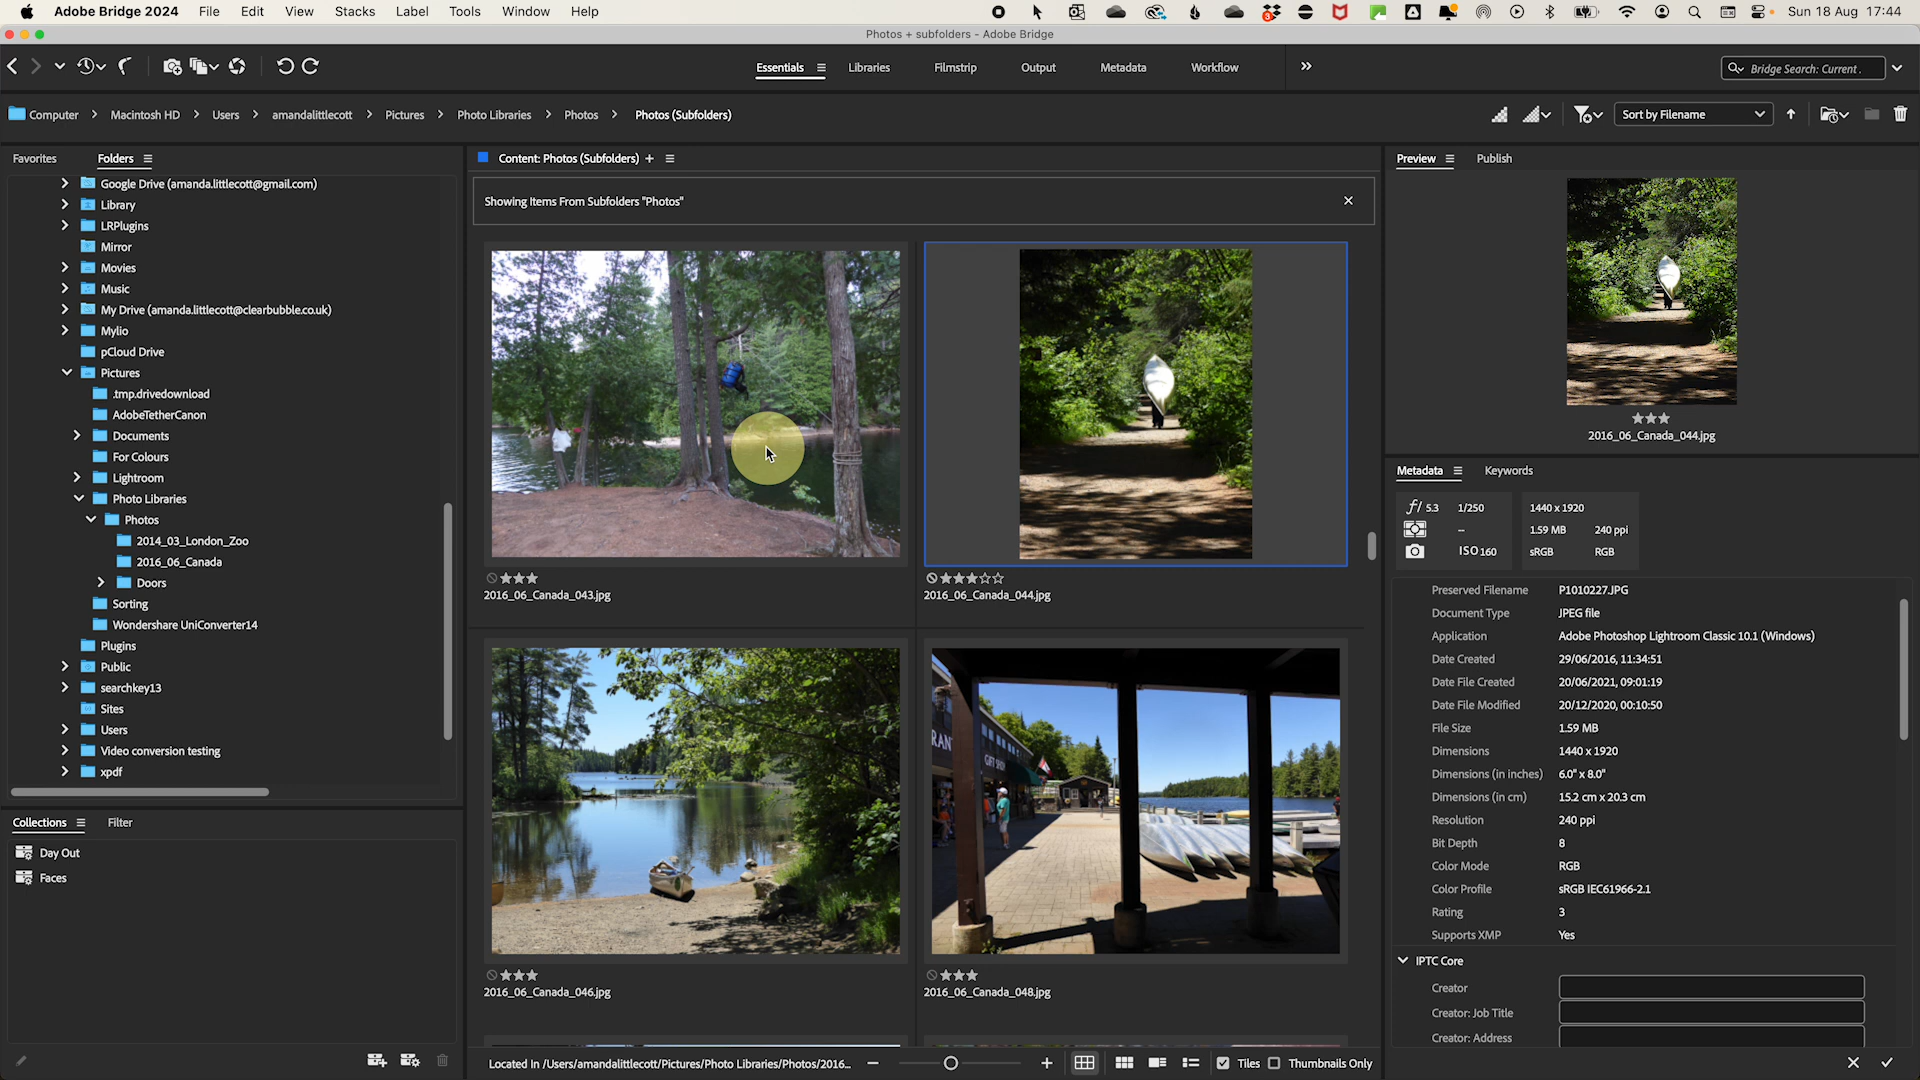 Adobe Bridge 2024 File Edit View Stacks Label Tools Window Help
3
Sun 18 Aug 17:44
Photos + subfolders - Adobe Bridge
Essentials Libraries Filmstrip Output Metadata Workflow
Bridge Search: Current .
Computer Macintosh HD Users amandalittlecott Pictures Photo Libraries Photos Photos (Subfolders)
Sort by Filename
Favorites Folders
Google Drive (amanda.littlecott@gmail.com)
Library
LRPlugins
Mirror
Movies
Music
My Drive (amanda.littlecott@clearbubble.co.uk)
Mylio
pCloud Drive
Pictures
.tmp.drivedownload
AdobeTetherCanon
Documents
For Colours
Lightroom
Photo Libraries
Photos
2014_03_London_Zoo
2016_06_Canada
Doors
Sorting
Wondershare UniConverter14
Plugins
Public
searchkey13
Sites
Users
Video conversion testing
xpdf
Collections Filter
Day Out
Faces
Content: Photos (Subfolders)
Showing Items From Subfolders "Photos"
2016_06_Canada_043.jpg
2016_06_Canada_044.jpg
RAN
GIFT SHOP
2016_06_Canada_046.jpg
2016_06_Canada_048.jpg
Located In /Users/amandalittlecott/Pictures/Photo Libraries/Photos/2016...
Tiles Thumbnails Only
Preview Publish
2016_06_Canada_044.jpg
Metadata Keywords
f/ 5.3 1/250 1440 x 1920
-- 1.59 MB 240 ppi
ISO 160 sRGB RGB
Preserved Filename P1010227.JPG
Document Type JPEG file
Application Adobe Photoshop Lightroom Classic 10.1 (Windows)
Date Created 29/06/2016, 11:34:51
Date File Created 20/06/2021, 09:01:19
Date File Modified 20/12/2020, 00:10:50
File Size 1.59 MB
Dimensions 1440 x 1920
Dimensions (in inches) 6.0" x 8.0"
Dimensions (in cm) 15.2 cm x 20.3 cm
Resolution 240 ppi
Bit Depth 8
Color Mode RGB
Color Profile sRGB IEC61966-2.1
Rating 3
Supports XMP Yes
IPTC Core
Creator
Creator: Job Title
Creator: Address